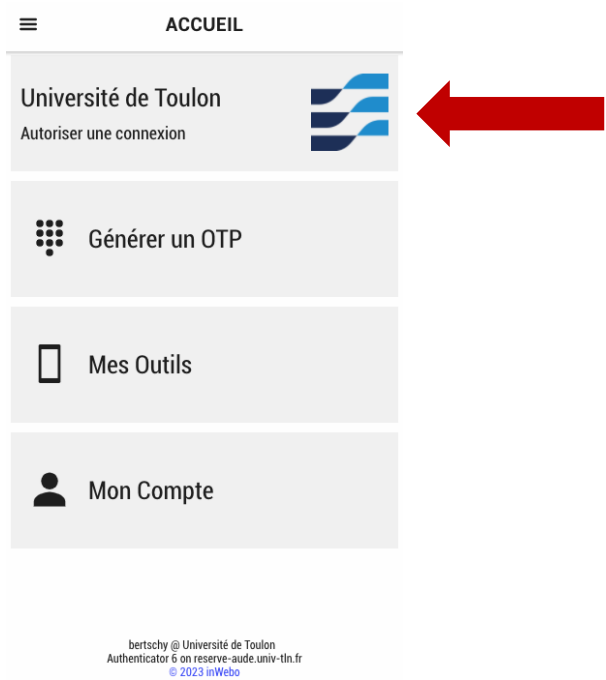 ACCUEIL
Université de Toulon
Autoriser une connexion
Générer un OTP
Mes Outils
Mon Compte
bertschy @ Université de Toulon
Authenticator 6 on reserve-aude.univ-tln.fr
© 2023 inWebo